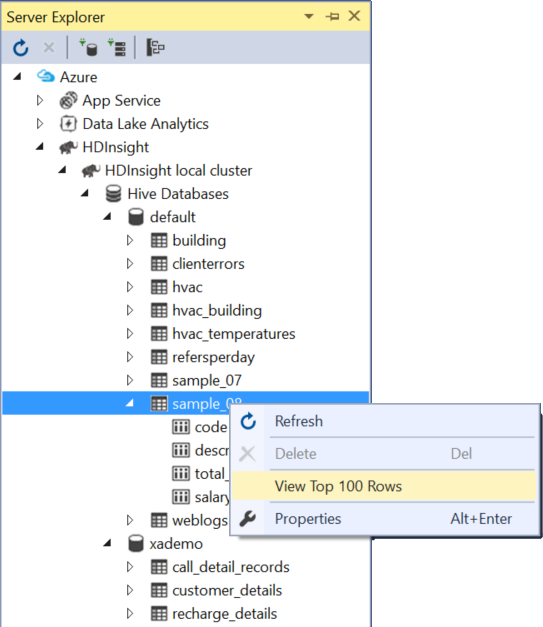 Server Explorer
Azure
App Service
Data Lake Analytics
HDInsight
HDInsight local cluster
Hive Databases
default
building
clienterrors
hvac
hvac_building
hvac_temperatures
refersperday
sample_07
sample_08
code
Refresh
Delete Del
View Top 100 Rows
Properties Alt+Enter
descr
total_
salary
weblogs
xademo
call_detail_records
customer_details
recharge_details